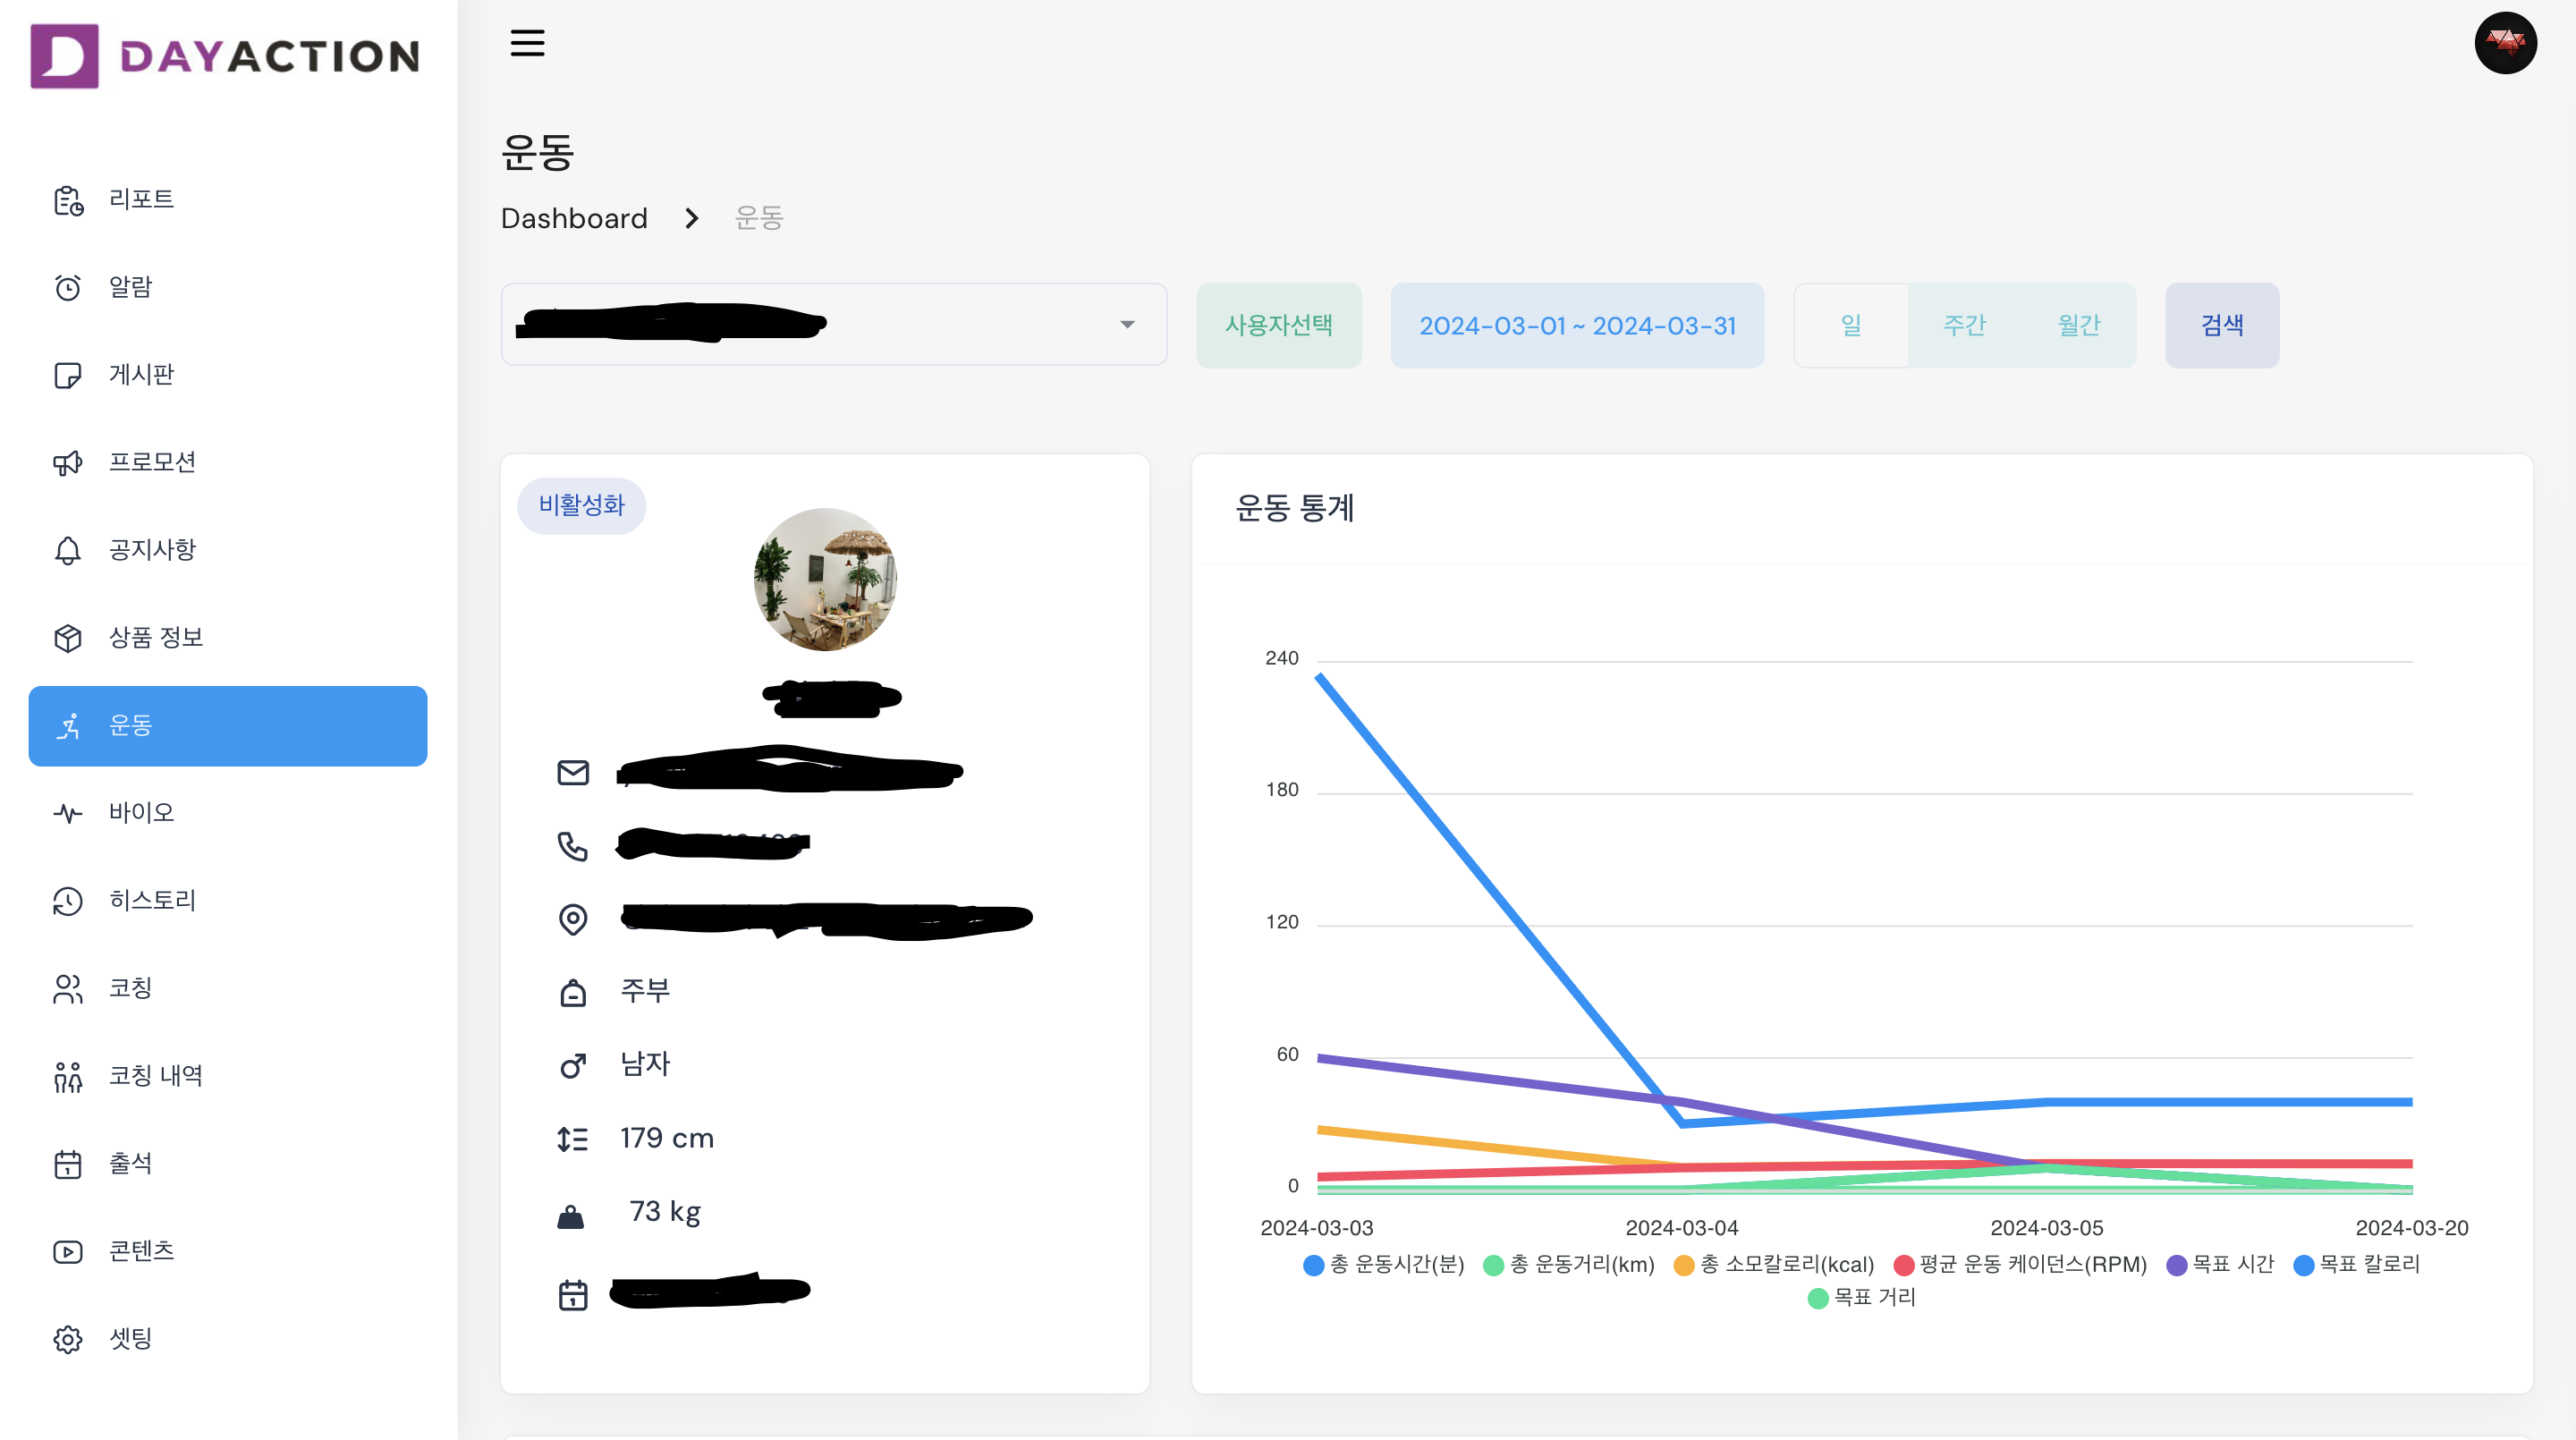 DAYACTION
리포트
알람
게시판
프로모션
공지사항
상품 정보
운동
바이오
히스토리
코칭
코칭 내역
출석
콘텐츠
셋팅
운동
Dashboard 운동
사용자선택 2024-03-01 ~ 2024-03-31 일 주간 월간 검색
비활성화
주부
남자
179 cm
73 kg
운동 통계
240
180
120
60
0
2024-03-03 2024-03-04 2024-03-05 2024-03-20
총 운동시간(분) 총 운동거리(km) 총 소모칼로리(kcal) 평균 운동 케이던스(RPM) 목표 시간 목표 칼로리
목표 거리